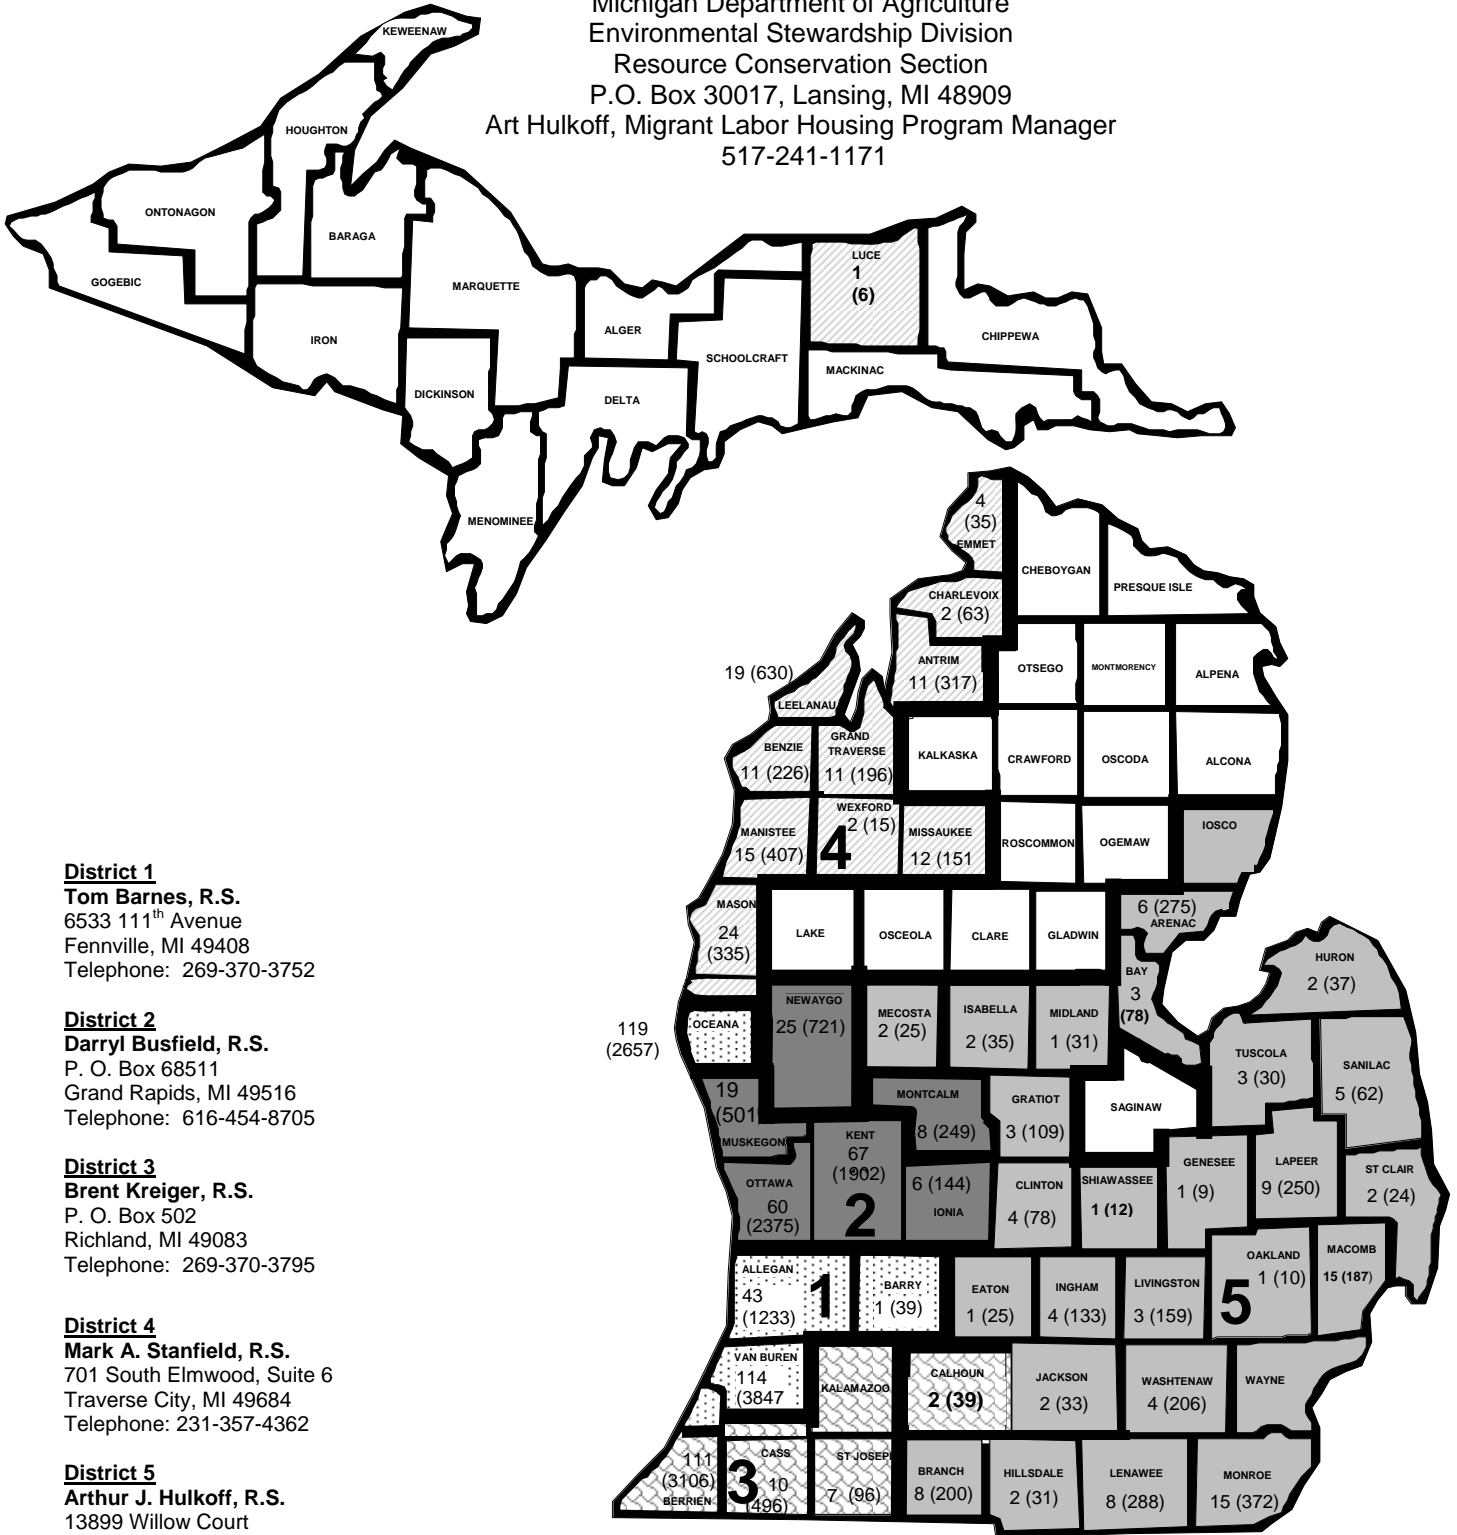 Michigan Department of Agriculture
Environmental Stewardship Division
Resource Conservation Section
P.O. Box 30017, Lansing, MI 48909
Art Hulkoff, Migrant Labor Housing Program Manager
517-241-1171
KEWEENAW
HOUGHTON
ONTONAGON
BARAGA
GOGEBIC
MARQUETTE
LUCE
1
(6)
IRON
ALGER
CHIPPEWA
SCHOOLCRAFT
MACKINAC
DICKINSON
DELTA
MENOMINEE
4
(35)
EMMET
CHEBOYGAN
PRESQUE ISLE
CHARLEVOIX
2 (63)
ANTRIM
11 (317)
OTSEGO
MONTMORENCY
ALPENA
19 (630)
LEELANAU
BENZIE
11 (226)
GRAND
TRAVERSE
11 (196)
KALKASKA
CRAWFORD
OSCODA
ALCONA
MANISTEE
15 (407)
WEXFORD
2 (15)
4
MISSAUKEE
12 (151
ROSCOMMON
OGEMAW
IOSCO
MASON
24
(335)
LAKE
OSCEOLA
CLARE
GLADWIN
6 (275)
ARENAC
HURON
2 (37)
119
(2657)
OCEANA
NEWAYGO
25 (721)
MECOSTA
2 (25)
ISABELLA
2 (35)
MIDLAND
1 (31)
BAY
3
(78)
TUSCOLA
3 (30)
SANILAC
5 (62)
19
(501
MUSKEGON
MONTCALM
8 (249)
GRATIOT
3 (109)
SAGINAW
KENT
67
(1902)
2
OTTAWA
60
(2375)
6 (144)
IONIA
CLINTON
4 (78)
SHIAWASSEE
1 (12)
GENESEE
1 (9)
LAPEER
9 (250)
ST CLAIR
2 (24)
ALLEGAN
43
(1233)
1
BARRY
1 (39)
EATON
1 (25)
INGHAM
4 (133)
LIVINGSTON
3 (159)
OAKLAND
1 (10)
5
MACOMB
15 (187)
VAN BUREN
114
(3847
KALAMAZOO
CALHOUN
2 (39)
JACKSON
2 (33)
WASHTENAW
4 (206)
WAYNE
111
(3106)
BERRIEN
CASS
3
10
(496)
ST JOSEPH
7 (96)
BRANCH
8 (200)
HILLSDALE
2 (31)
LENAWEE
8 (288)
MONROE
15 (372)
District 1
Tom Barnes, R.S.
6533 111th Avenue
Fennville, MI 49408
Telephone: 269-370-3752
District 2
Darryl Busfield, R.S.
P. O. Box 68511
Grand Rapids, MI 49516
Telephone: 616-454-8705
District 3
Brent Kreiger, R.S.
P. O. Box 502
Richland, MI 49083
Telephone: 269-370-3795
District 4
Mark A. Stanfield, R.S.
701 South Elmwood, Suite 6
Traverse City, MI 49684
Telephone: 231-357-4362
District 5
Arthur J. Hulkoff, R.S.
13899 Willow Court